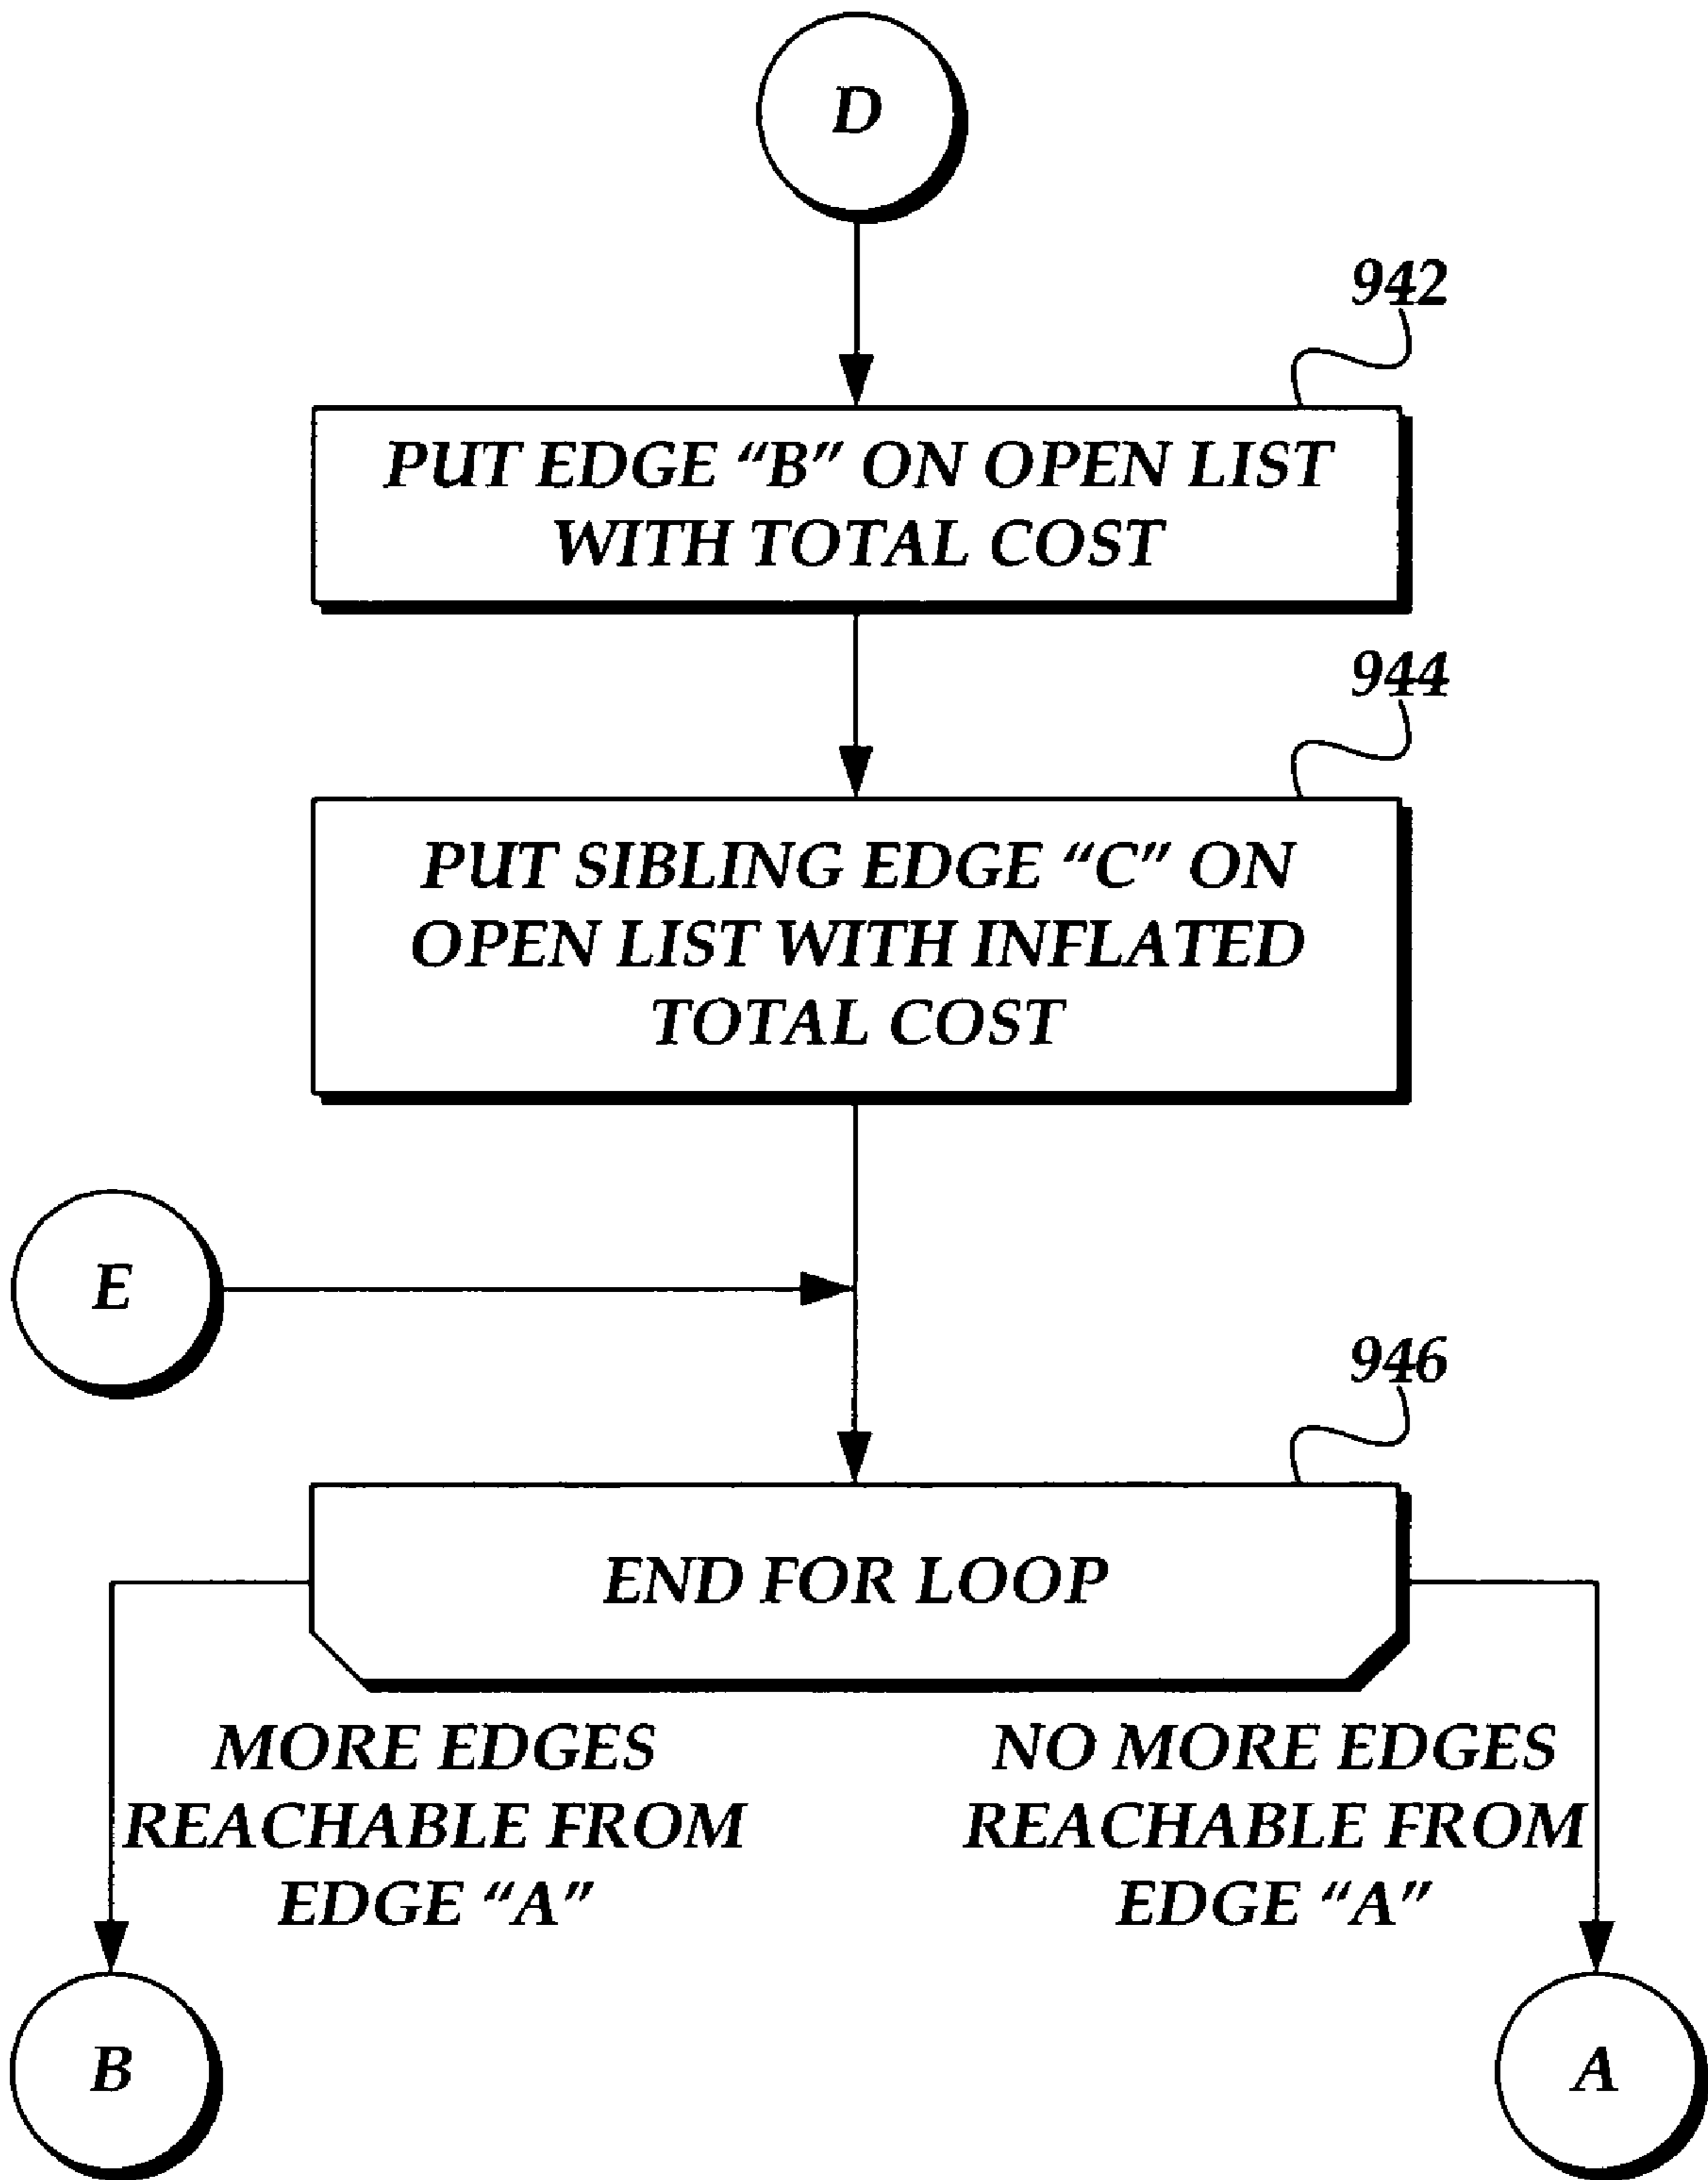 D
942
PUT EDGE “B” ON OPEN LIST
WITH TOTAL COST
944
PUT SIBLING EDGE “C” ON
OPEN LIST WITH INFLATED
TOTAL COST
E
946
END FOR LOOP
MORE EDGES
REACHABLE FROM
EDGE “A”
NO MORE EDGES
REACHABLE FROM
EDGE “A”
B
A